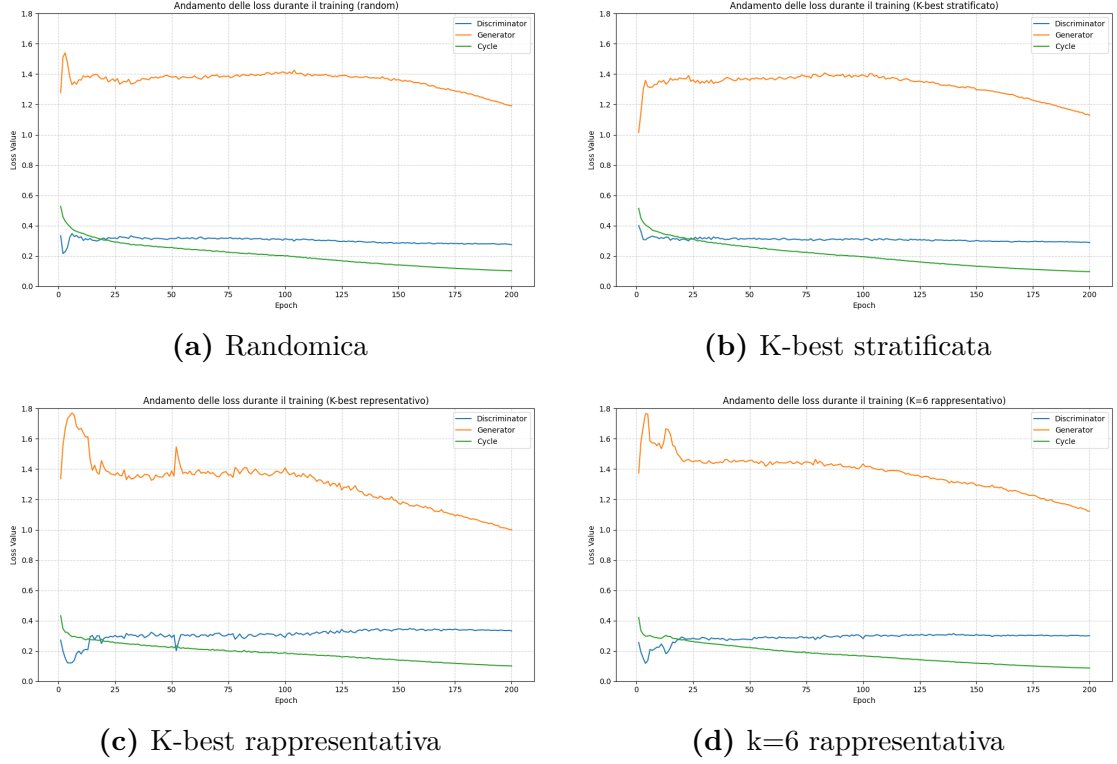 Andamento delle loss durante il training (random)
Discriminator
Generator
Cycle
Loss Value
1.8
1.6
1.4
1.2
1.0
0.8
0.6
0.4
0.2
0.0
0 25 50 75 100 125 150 175 200
Epoch
(a) Randomica
Andamento delle loss durante il training (K-best stratificato)
Discriminator
Generator
Cycle
Loss Value
1.8
1.6
1.4
1.2
1.0
0.8
0.6
0.4
0.2
0.0
0 25 50 75 100 125 150 175 200
Epoch
(b) K-best stratificata
Andamento delle loss durante il training (K-best representativo)
Discriminator
Generator
Cycle
Loss Value
1.8
1.6
1.4
1.2
1.0
0.8
0.6
0.4
0.2
0.0
0 25 50 75 100 125 150 175 200
Epoch
(c) K-best rappresentativa
Andamento delle loss durante il training (K=6 rappresentativo)
Discriminator
Generator
Cycle
Loss Value
1.8
1.6
1.4
1.2
1.0
0.8
0.6
0.4
0.2
0.0
0 25 50 75 100 125 150 175 200
Epoch
(d) k=6 rappresentativa